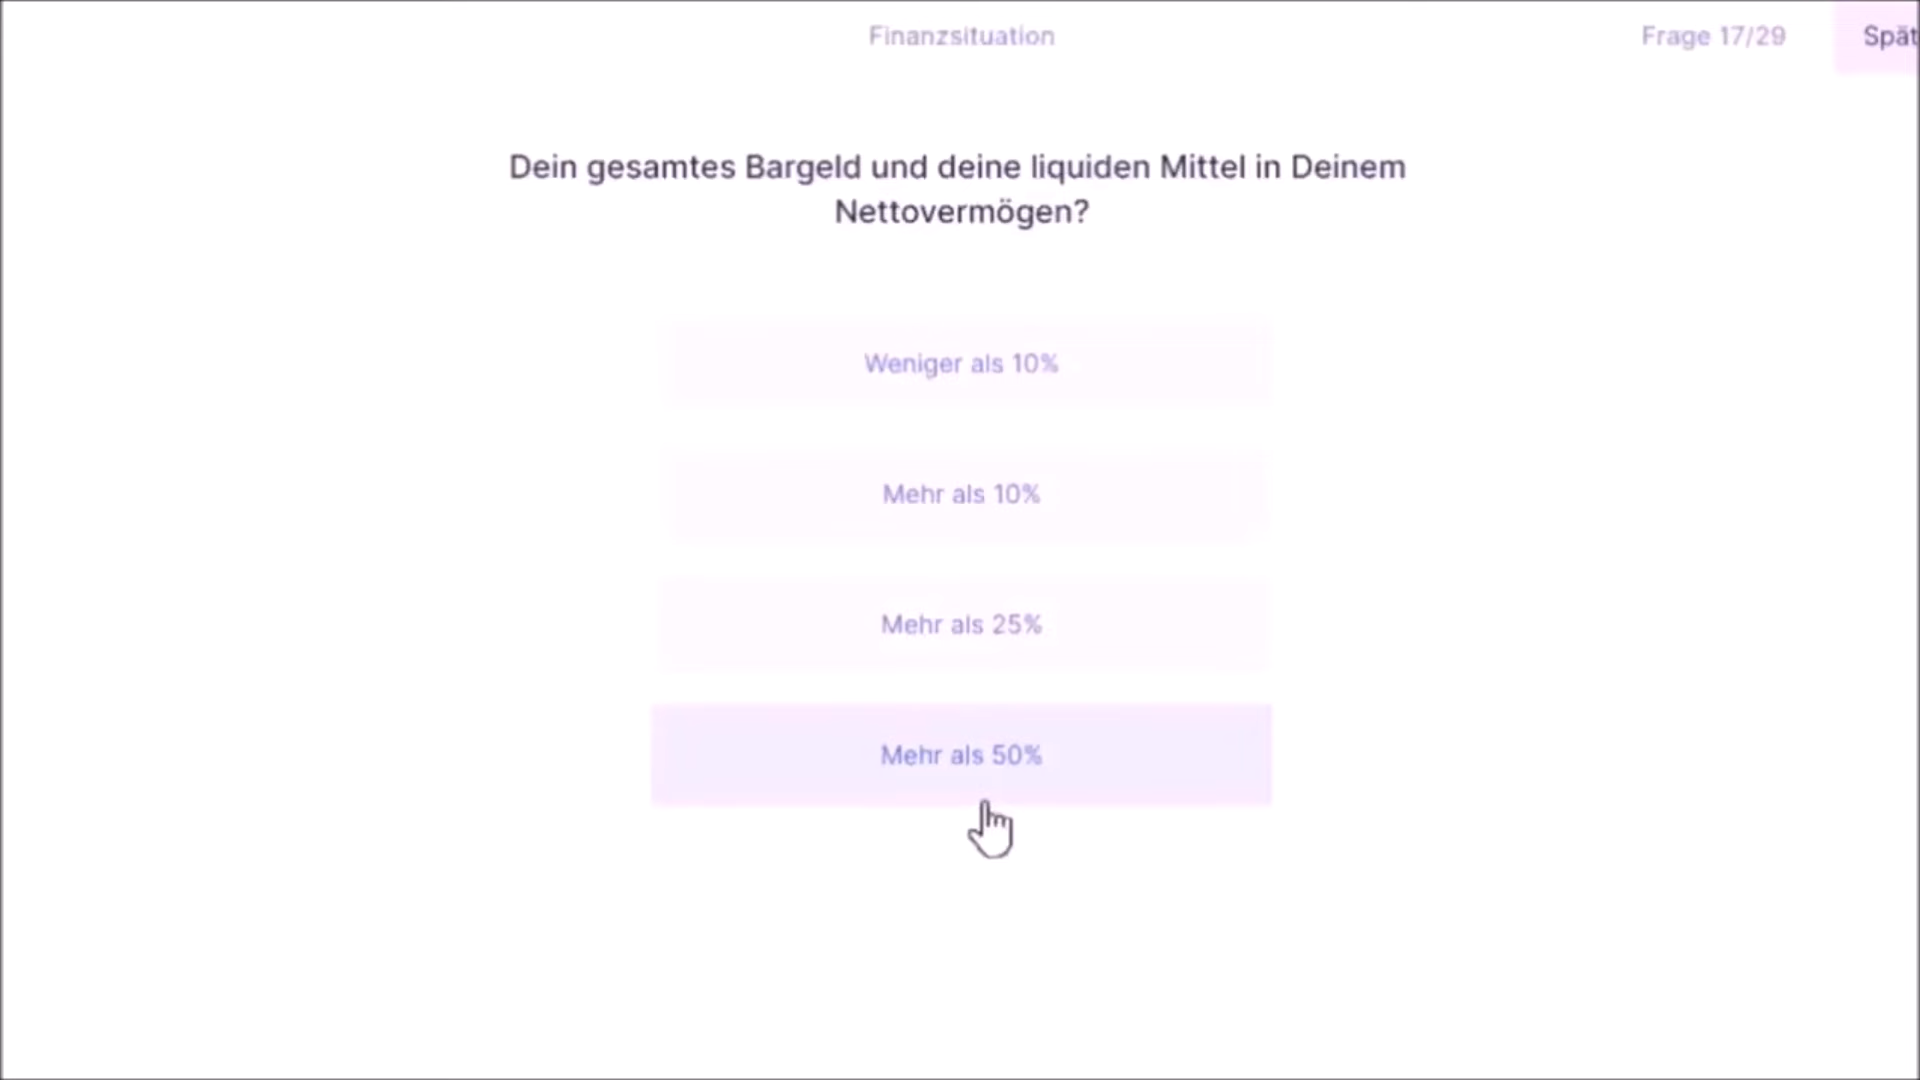 Finanzsituation
Frage 17/29
Spät
Dein gesamtes Bargeld und deine liquiden Mittel in Deinem
Nettovermögen?
Weniger als 10%
Mehr als 10%
Mehr als 25%
Mehr als 50%